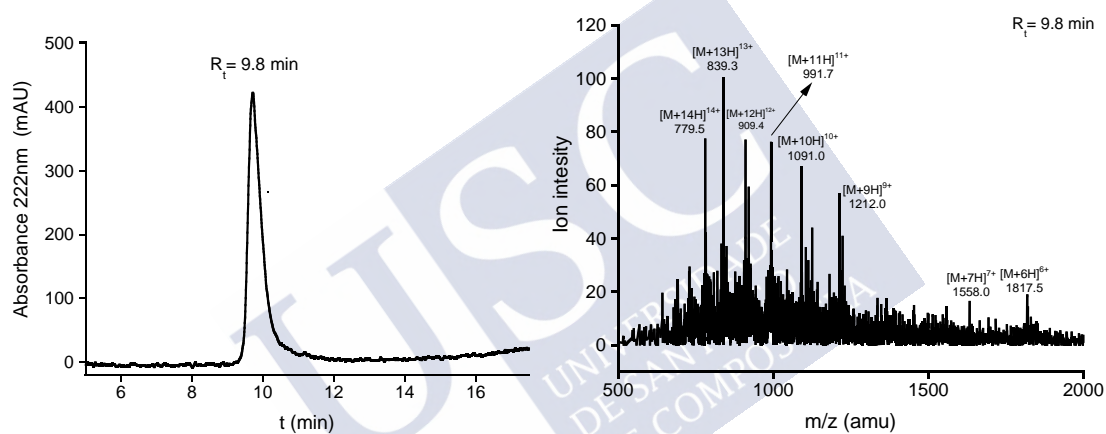 500
400
300
200
100
0
Absorbance 222nm (mAU)
R_t= 9.8 min
6 8 10 12 14 16
t (min)
120
100
80
60
40
20
0
Ion intesity
R_t= 9.8 min
[M+13H]¹³⁺
839.3
[M+11H]¹¹⁺
991.7
[M+14H]¹⁴⁺
779.5
[M+12H]¹²⁺
909.4
[M+10H]¹⁰⁺
1091.0
[M+9H]⁹⁺
1212.0
[M+7H]⁷⁺
1558.0
[M+6H]⁶⁺
1817.5
500 1000 1500 2000
m/z (amu)
USC